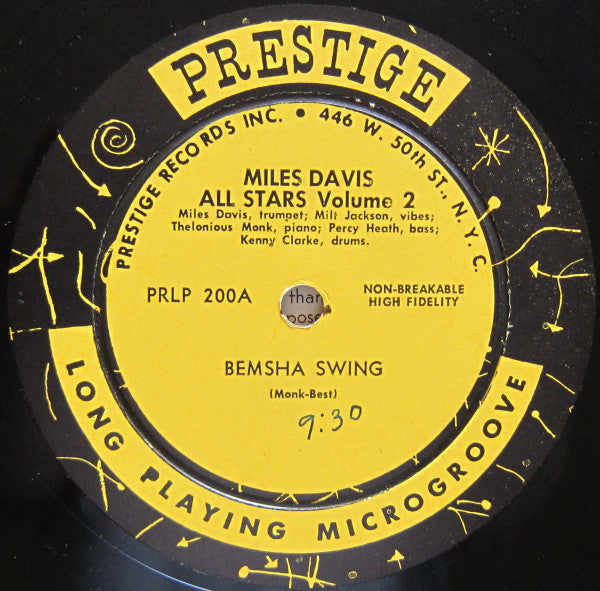 PRESTIGE
PRESTIGE RECORDS INC. • 446 W. 50th ST., N. Y. C.
MILES DAVIS
ALL STARS Volume 2
Miles Davis, trumpet; Milt Jackson, vibes;
Thelonious Monk, piano; Percy Heath, bass;
Kenny Clarke, drums.
PRLP 200A
than
NON-BREAKABLE
HIGH FIDELITY
BEMSHA SWING
(Monk-Best)
9:30
LONG PLAYING MICROGROOVE